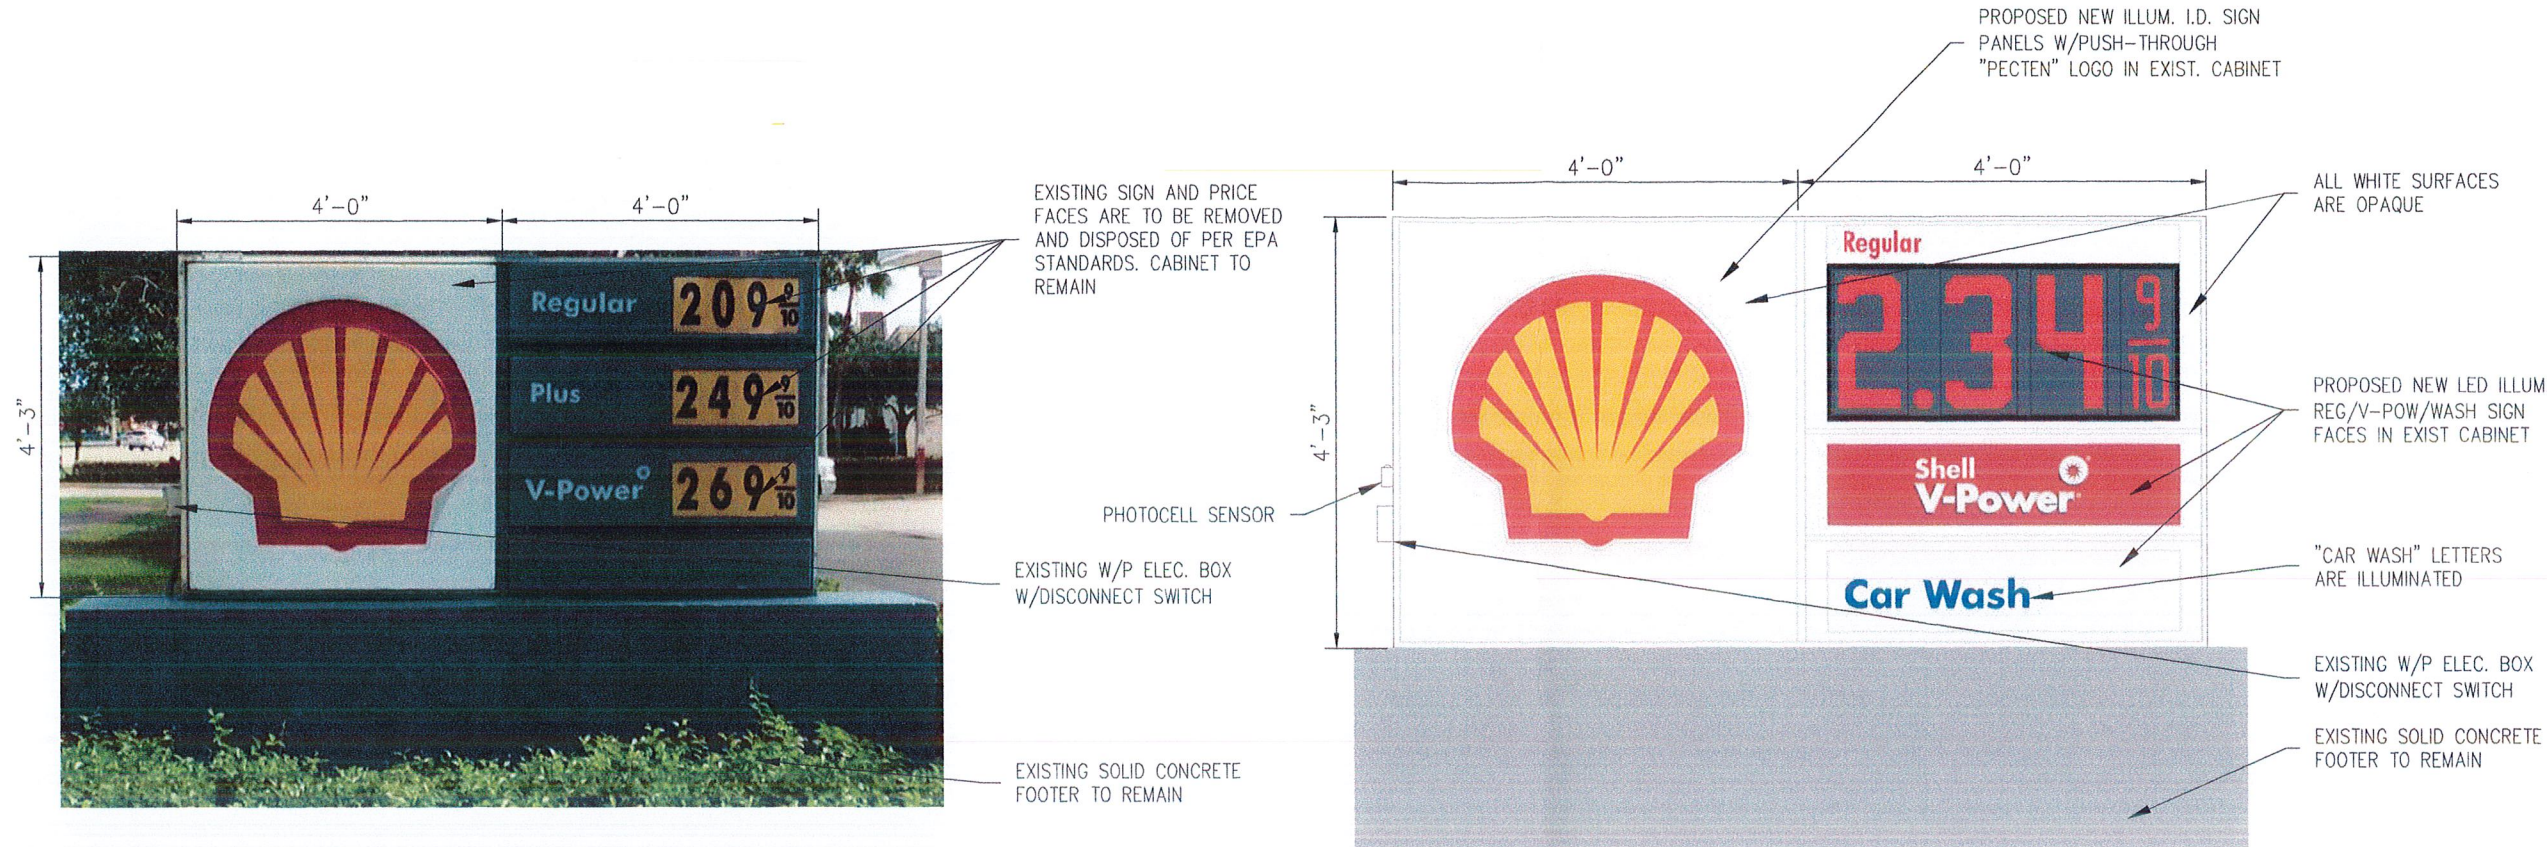 PROPOSED NEW ILLUM. I.D. SIGN
PANELS W/PUSH-THROUGH
"PECTEN" LOGO IN EXIST. CABINET
4'-0"
4'-0"
4'-3"
EXISTING SIGN AND PRICE
FACES ARE TO BE REMOVED
AND DISPOSED OF PER EPA
STANDARDS. CABINET TO
REMAIN
Regular
209 9/10
Plus
249 9/10
V-Power
269 9/10
EXISTING W/P ELEC. BOX
W/DISCONNECT SWITCH
EXISTING SOLID CONCRETE
FOOTER TO REMAIN
4'-0"
4'-0"
4'-3"
PHOTOCELL SENSOR
Regular
2.34 9/10
Shell
V-Power
Car Wash
ALL WHITE SURFACES
ARE OPAQUE
PROPOSED NEW LED ILLUM
REG/V-POW/WASH SIGN
FACES IN EXIST CABINET
"CAR WASH" LETTERS
ARE ILLUMINATED
EXISTING W/P ELEC. BOX
W/DISCONNECT SWITCH
EXISTING SOLID CONCRETE
FOOTER TO REMAIN